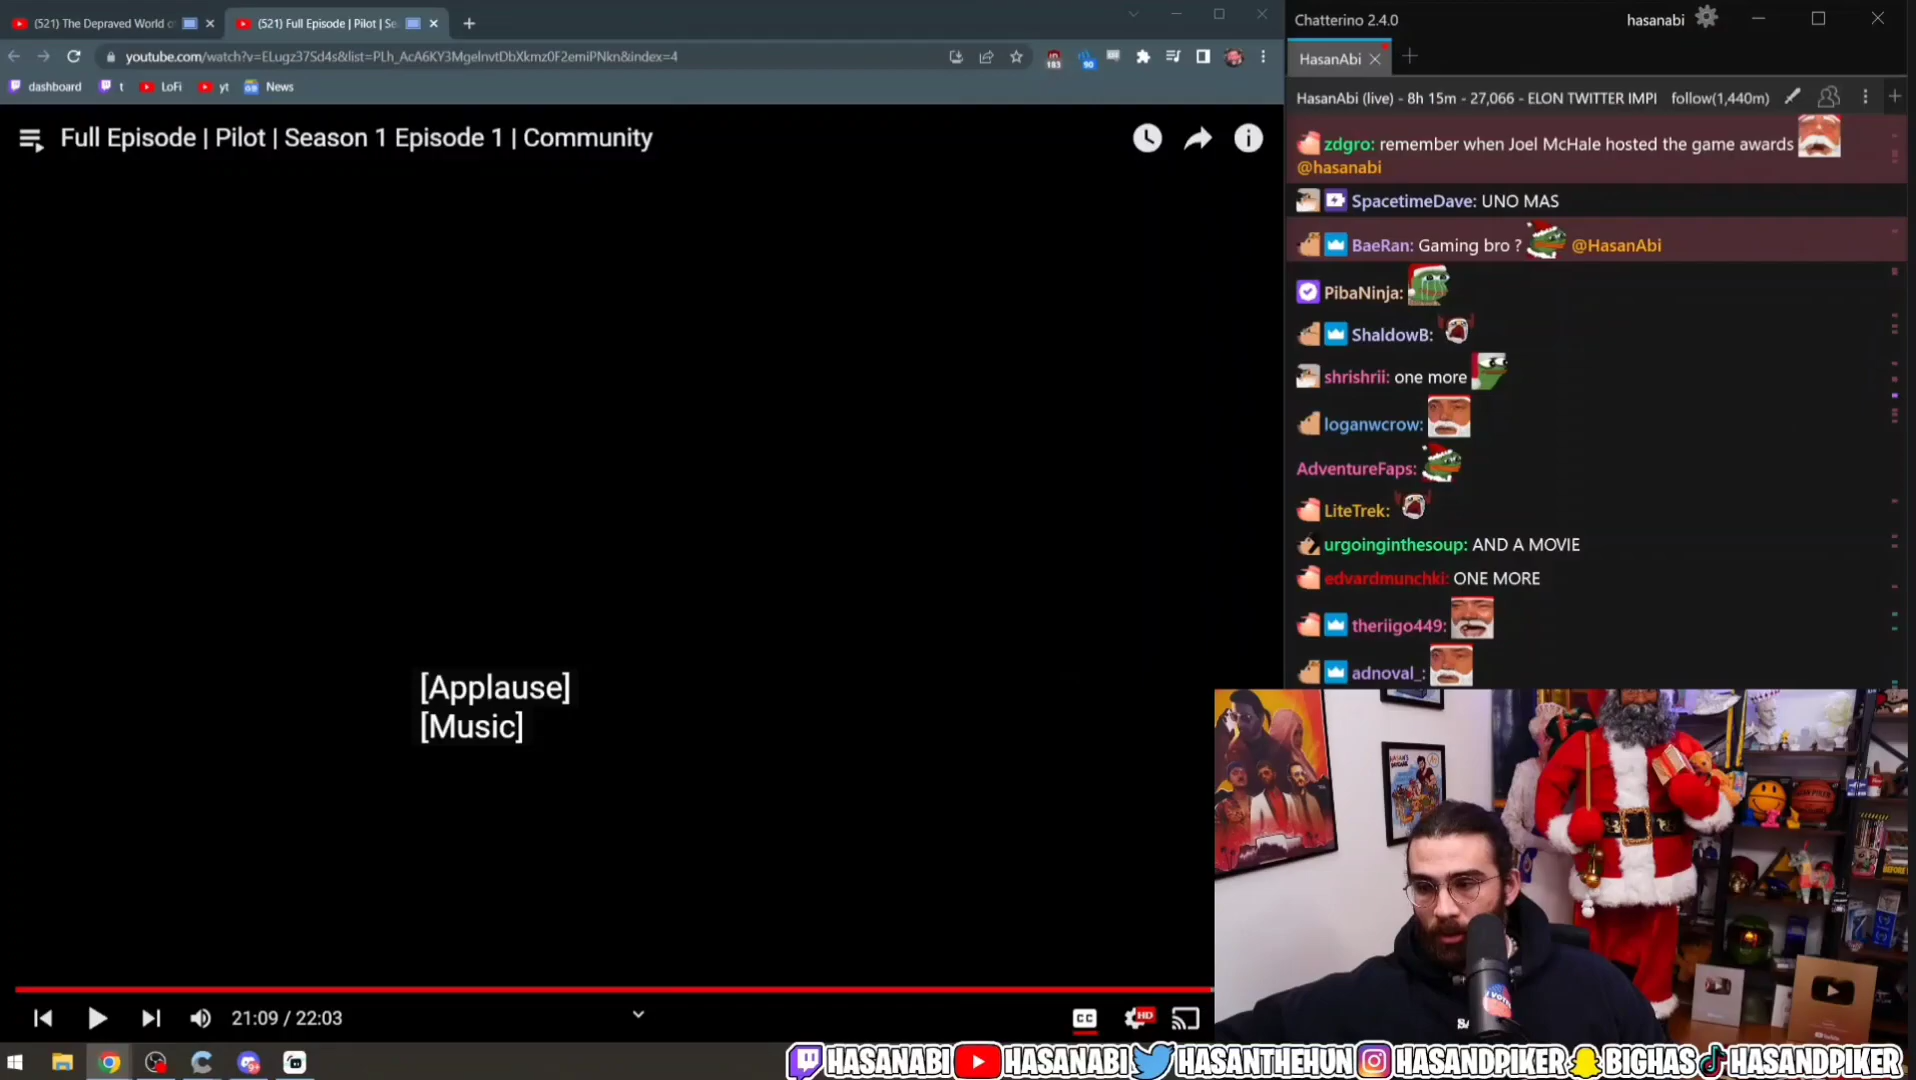 (521) The Depraved World o
(521) Full Episode | Pilot | Se
youtube.com/watch?v=ELugz37Sd4s&list=PLh_AcA6KY3MgelnvtDbXkmz0F2emiPNkn&index=4
183
90
dashboard
t
LoFi
yt
News
Full Episode | Pilot | Season 1 Episode 1 | Community
[Applause]
[Music]
21:09 / 22:03
CC
HD
Chatterino 2.4.0
hasanabi
HasanAbi
HasanAbi (live) - 8h 15m - 27,066 - ELON TWITTER IMPI
follow(1,440m)
zdgro: remember when Joel McHale hosted the game awards
@hasanabi
SpacetimeDave: UNO MAS
BaeRan: Gaming bro ? @HasanAbi
PibaNinja:
ShaldowB:
shrishrii: one more
loganwcrow:
AdventureFaps:
LiteTrek:
urgoinginthesoup: AND A MOVIE
edvardmunchki: ONE MORE
theriigo449:
adnoval_:
HASANABI
HASANABI
HASANTHEHUN
HASANDPIKER
BIGHAS
HASANDPIKER